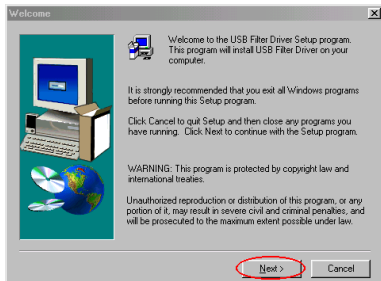 Welcome
Welcome to the USB Filter Driver Setup program.
This program will install USB Filter Driver on your
computer.
It is strongly recommended that you exit all Windows programs
before running this Setup program.
Click Cancel to quit Setup and then close any programs you
have running. Click Next to continue with the Setup program.
WARNING: This program is protected by copyright law and
international treaties.
Unauthorized reproduction or distribution of this program, or any
portion of it, may result in severe civil and criminal penalties, and
will be prosecuted to the maximum extent possible under law.
Next > Cancel